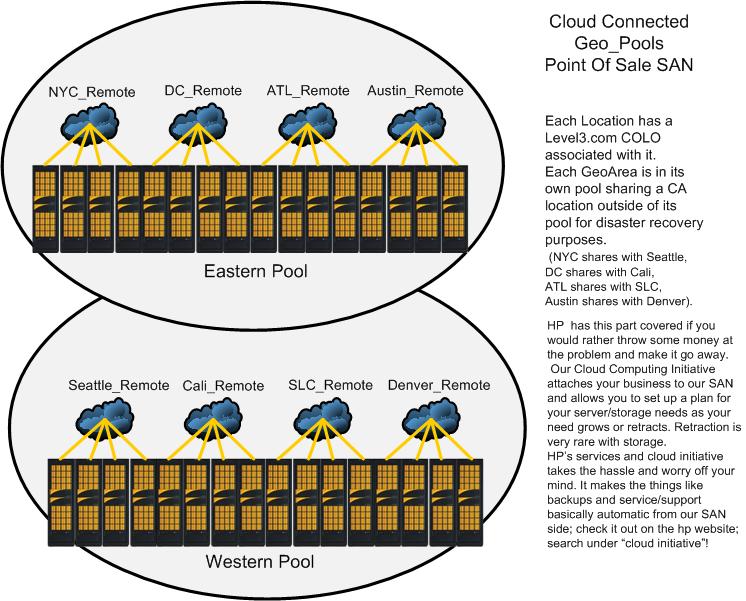 Cloud Connected
Geo_Pools
Point Of Sale SAN
NYC_Remote
DC_Remote
ATL_Remote
Austin_Remote
Eastern Pool
Seattle_Remote
Cali_Remote
SLC_Remote
Denver_Remote
Western Pool
Each Location has a
Level3.com COLO
associated with it.
Each GeoArea is in its
own pool sharing a CA
location outside of its
pool for disaster recovery
purposes.
(NYC shares with Seattle,
DC shares with Cali,
ATL shares with SLC,
Austin shares with Denver).
HP has this part covered if you
would rather throw some money at
the problem and make it go away.
Our Cloud Computing Initiative
attaches your business to our SAN
and allows you to set up a plan for
your server/storage needs as your
need grows or retracts. Retraction is
very rare with storage.
HP's services and cloud initiative
takes the hassle and worry off your
mind. It makes the things like
backups and service/support
basically automatic from our SAN
side; check it out on the hp website;
search under “cloud initiative”!